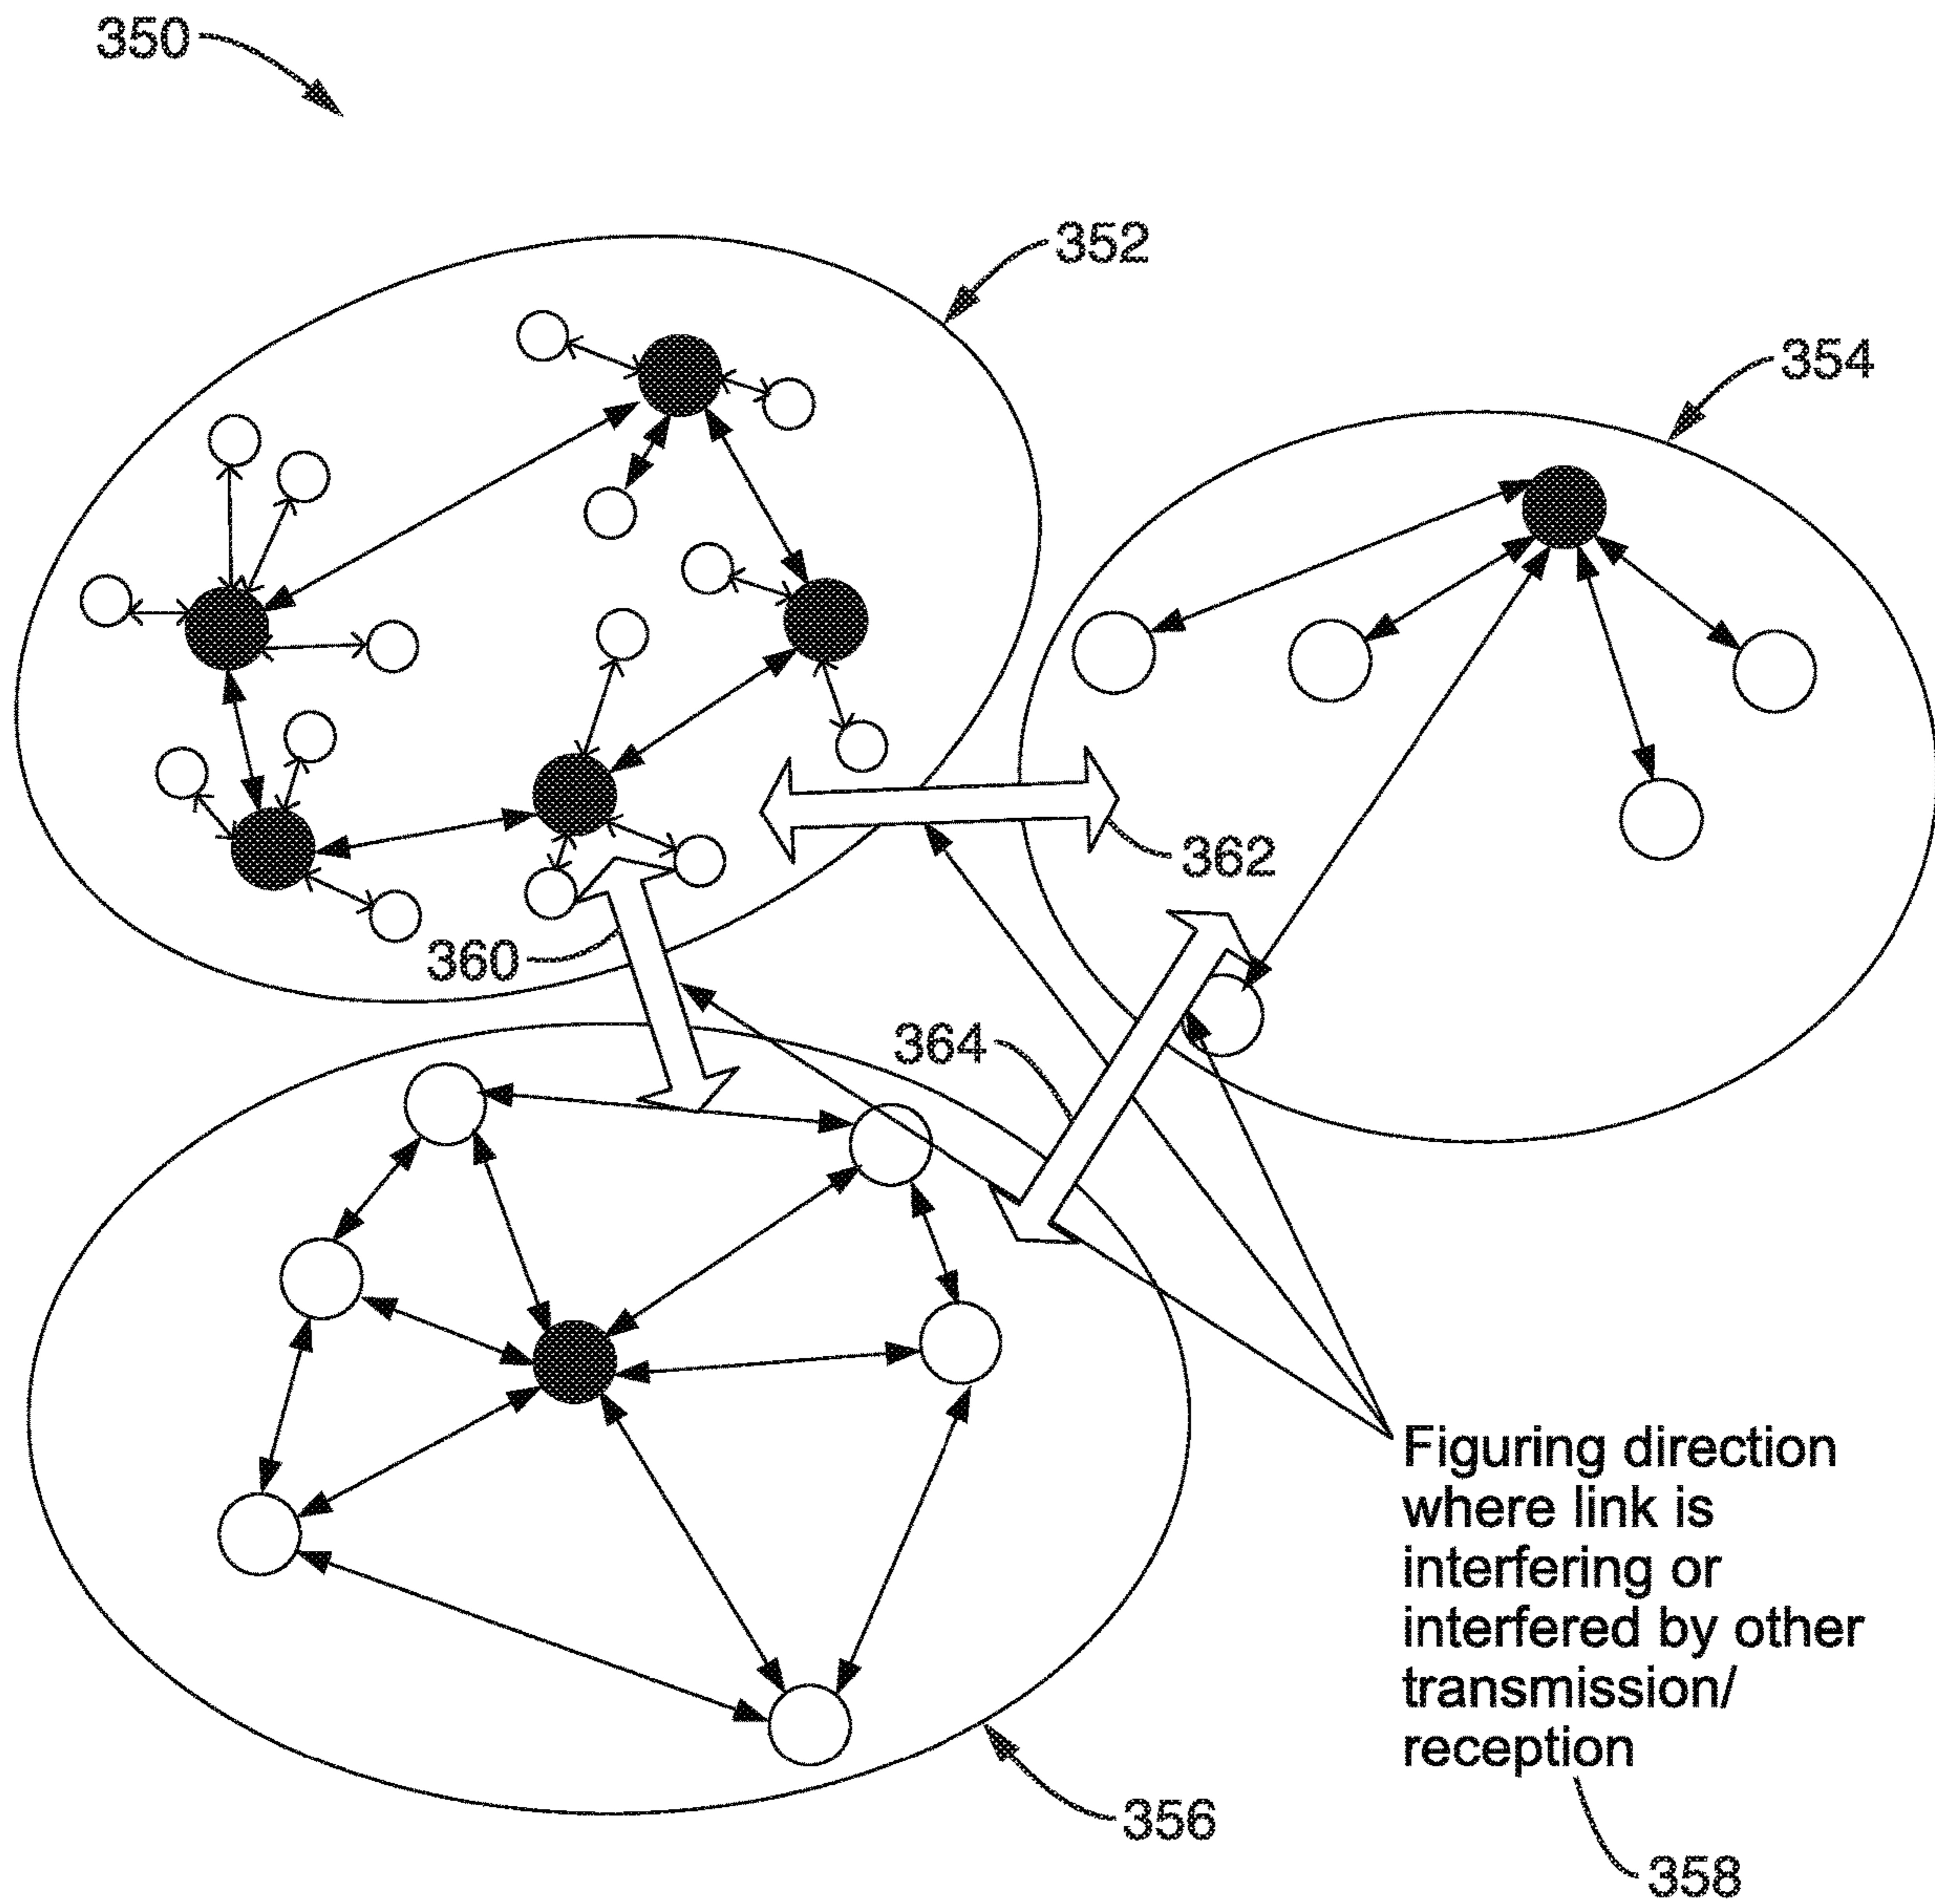 350
352
354
362
360
364
Figuring direction
where link is
interfering or
interfered by other
transmission/
reception
356
358